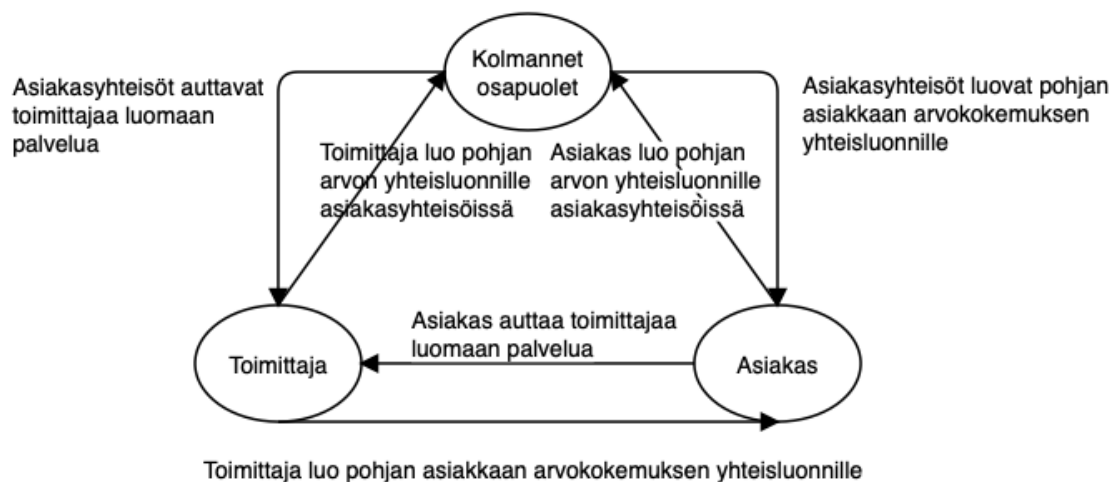 Kolmannet
osapuolet
Asiakasyhteisöt auttavat
toimittajaa luomaan
palvelua
Asiakasyhteisöt luovat pohjan
asiakkaan arvokokemuksen
yhteisluonnille
Toimittaja luo pohjan
arvon yhteisluonnille
asiakasyhteisöissä
Asiakas luo pohjan
arvon yhteisluonnille
asiakasyhteisöissä
Asiakas auttaa toimittajaa
luomaan palvelua
Toimittaja
Asiakas
Toimittaja luo pohjan asiakkaan arvokokemuksen yhteisluonnille